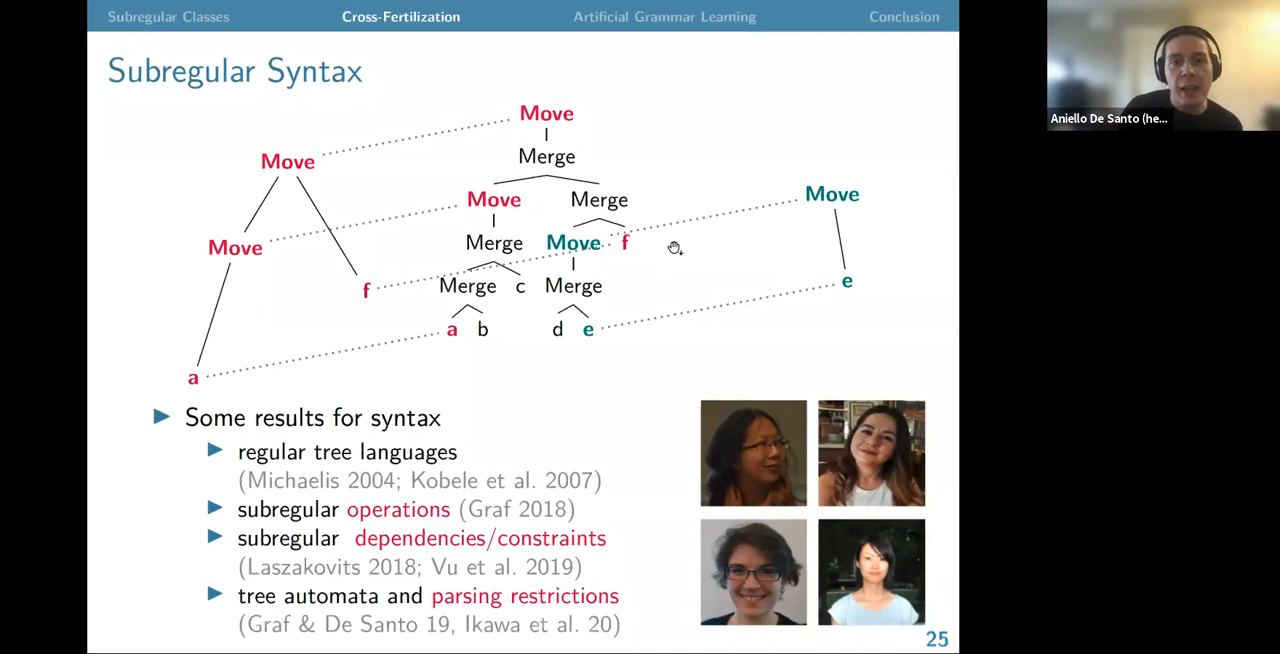 Subregular Classes Cross-Fertilization Artificial Grammar Learning Conclusion
Subregular Syntax
Aniello De Santo (he...
Move
Move
Merge
Move
Move
Merge
Move
Move
Merge
Move
f
f
Merge
c
Merge
e
a
b
d
e
a
Some results for syntax
regular tree languages
(Michaelis 2004; Kobele et al. 2007)
subregular operations (Graf 2018)
subregular dependencies/constraints
(Laszakovits 2018; Vu et al. 2019)
tree automata and parsing restrictions
(Graf & De Santo 19, Ikawa et al. 20)
25